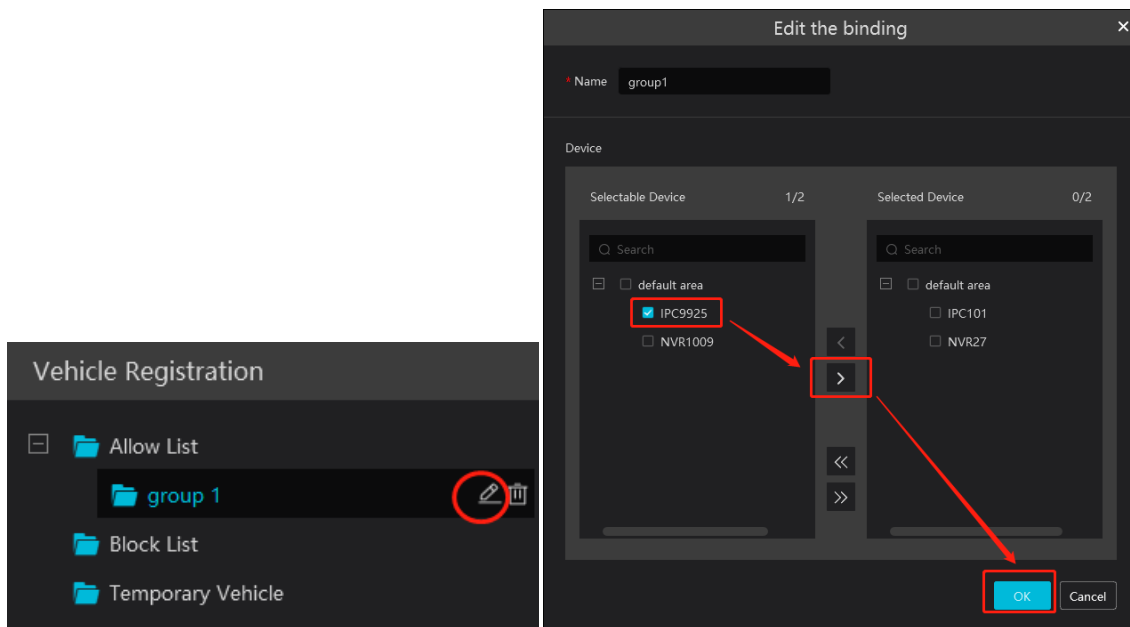 Vehicle Registration
Allow List
group 1
Block List
Temporary Vehicle
Edit the binding
* Name group1
Device
Selectable Device 1/2
Search
default area
IPC9925
NVR1009
Selected Device 0/2
Search
default area
IPC101
NVR27
OK Cancel